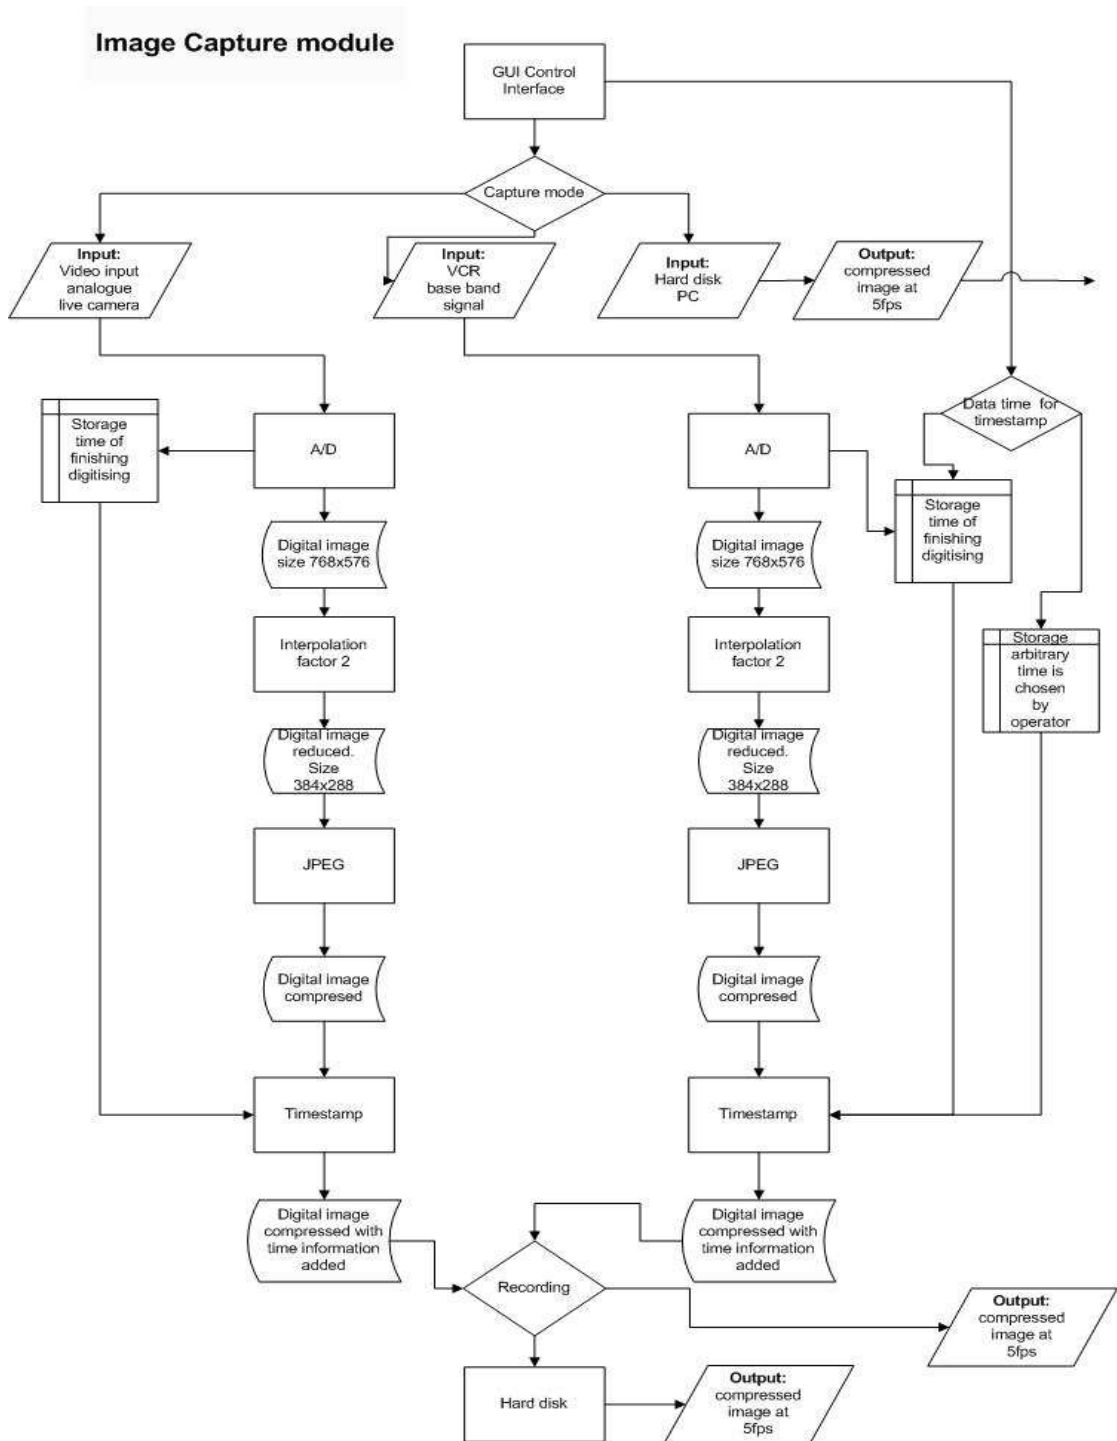 Image Capture module
GUI Control
Interface
Capture mode
Input:
Video input
analogue
live camera
Input:
VCR
base band
signal
Input:
Hard disk
PC
Output:
compressed
image at
5fps
Data time for
timestamp
Storage
time of
finishing
digitising
A/D
A/D
Storage
time of
finishing
digitising
Digital image
size 768x576
Digital image
size 768x576
Interpolation
factor 2
Interpolation
factor 2
Storage
arbitrary
time is
chosen
by
operator
Digital image
reduced.
Size
384x288
Digital image
reduced.
Size
384x288
JPEG
JPEG
Digital image
compresed
Digital image
compresed
Timestamp
Timestamp
Digital image
compressed with
time information
added
Digital image
compressed with
time information
added
Recording
Output:
compressed
image at
5fps
Hard disk
Output:
compressed
image at
5fps